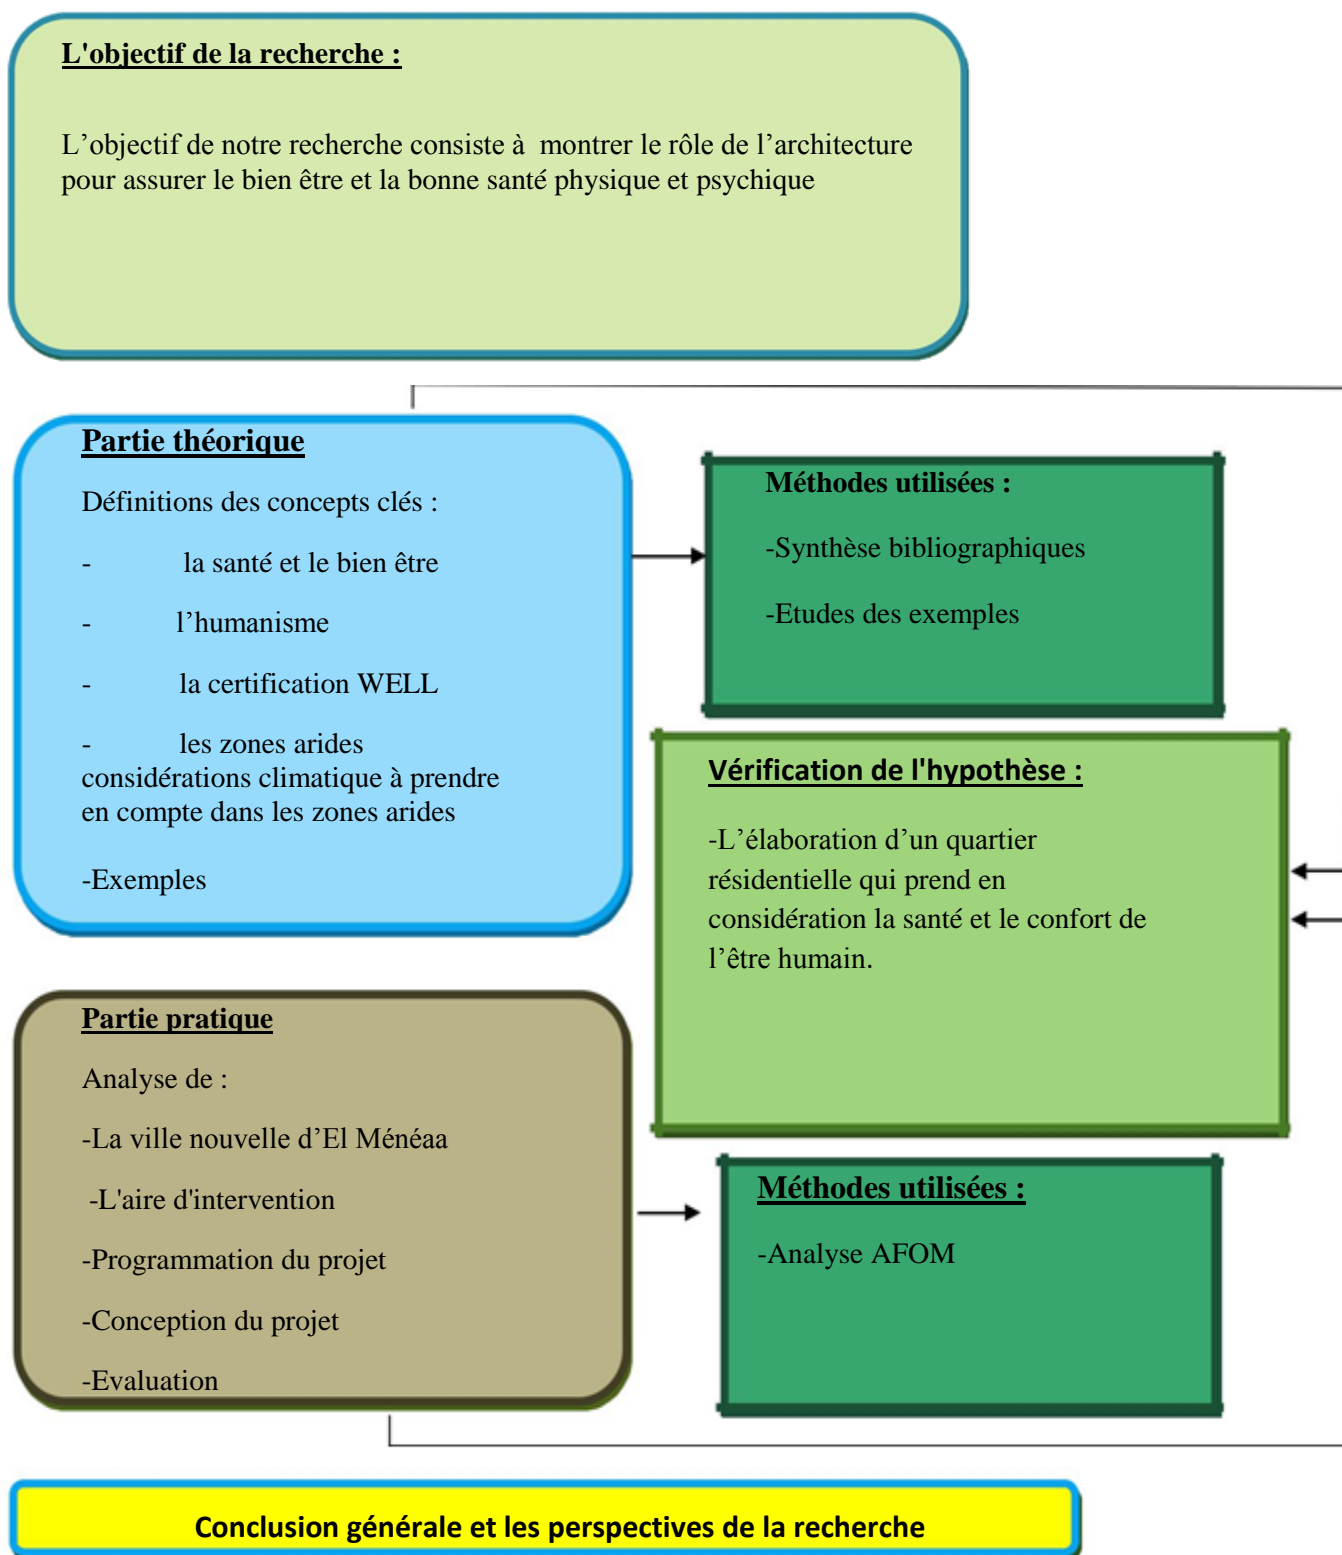 L'objectif de la recherche :
L’objectif de notre recherche consiste à montrer le rôle de l’architecture
pour assurer le bien être et la bonne santé physique et psychique
Partie théorique
Définitions des concepts clés :
- la santé et le bien être
- l’humanisme
- la certification WELL
- les zones arides
considérations climatique à prendre
en compte dans les zones arides
-Exemples
Méthodes utilisées :
-Synthèse bibliographiques
-Etudes des exemples
Vérification de l'hypothèse :
-L’élaboration d’un quartier
résidentielle qui prend en
considération la santé et le confort de
l’être humain.
Partie pratique
Analyse de :
-La ville nouvelle d’El Ménéaa
-L'aire d'intervention
-Programmation du projet
-Conception du projet
-Evaluation
Méthodes utilisées :
-Analyse AFOM
Conclusion générale et les perspectives de la recherche